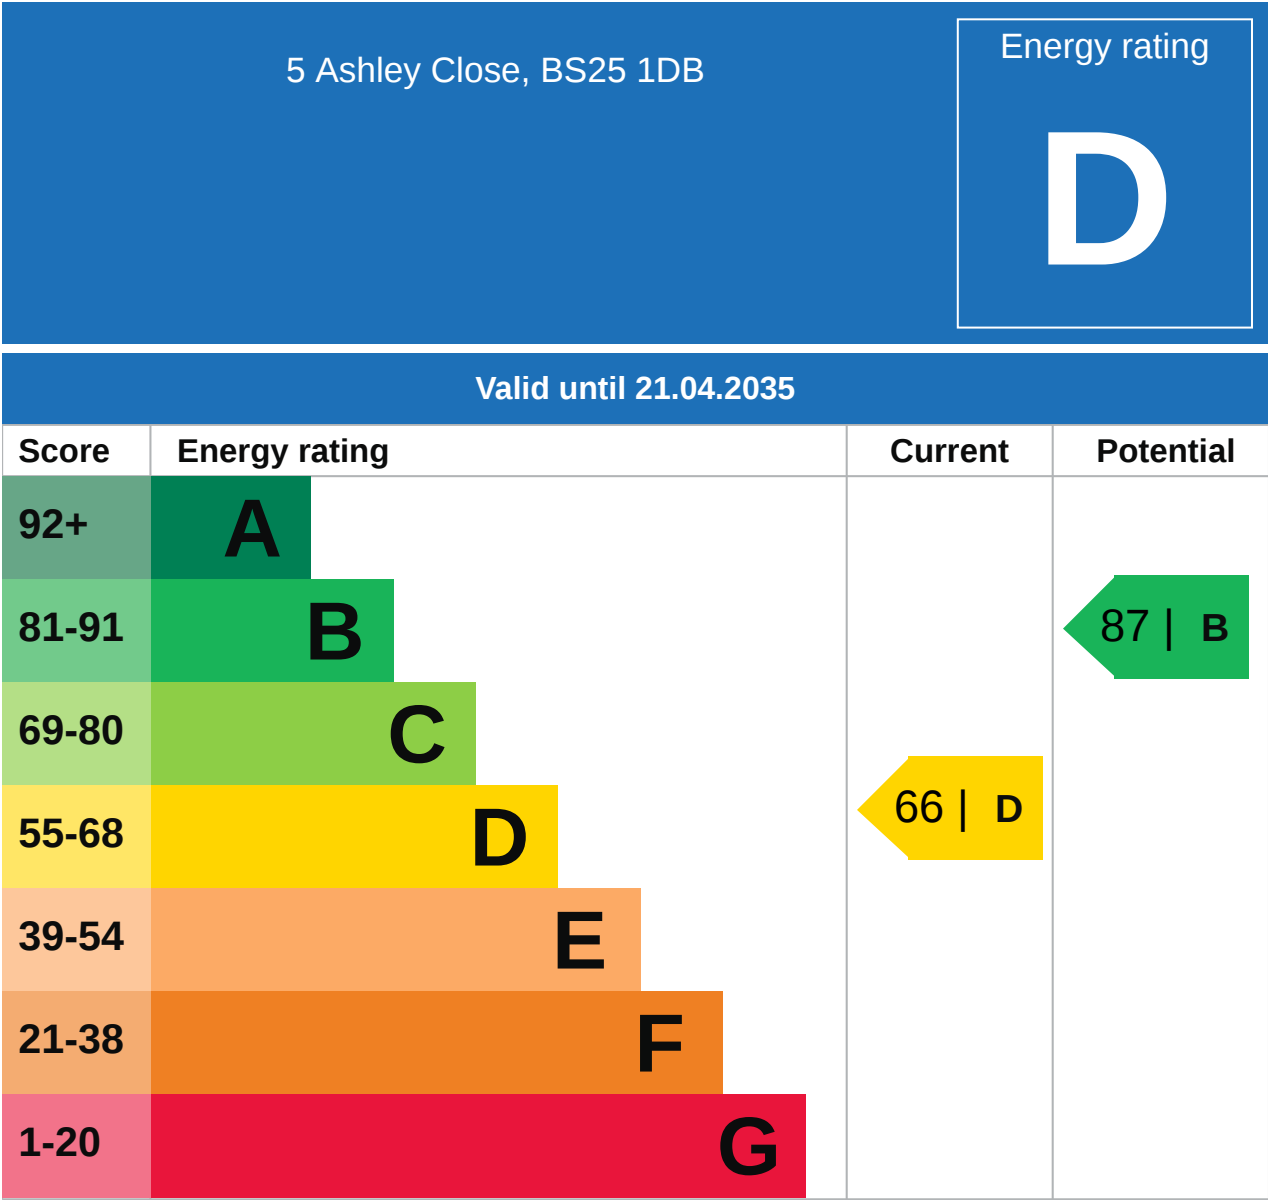 5 Ashley Close, BS25 1DB
Energy rating
D
Valid until 21.04.2035
Score Energy rating Current Potential
92+ A
81-91 B 87 | B
69-80 C
55-68 D 66 | D
39-54 E
21-38 F
1-20 G